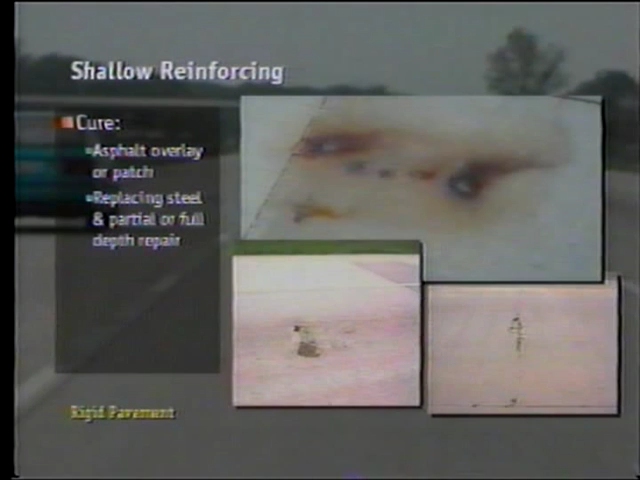 Shallow Reinforcing
Cure:
Asphalt overlay
or patch
Replacing steel
& partial or full
depth repair
Rigid Pavement